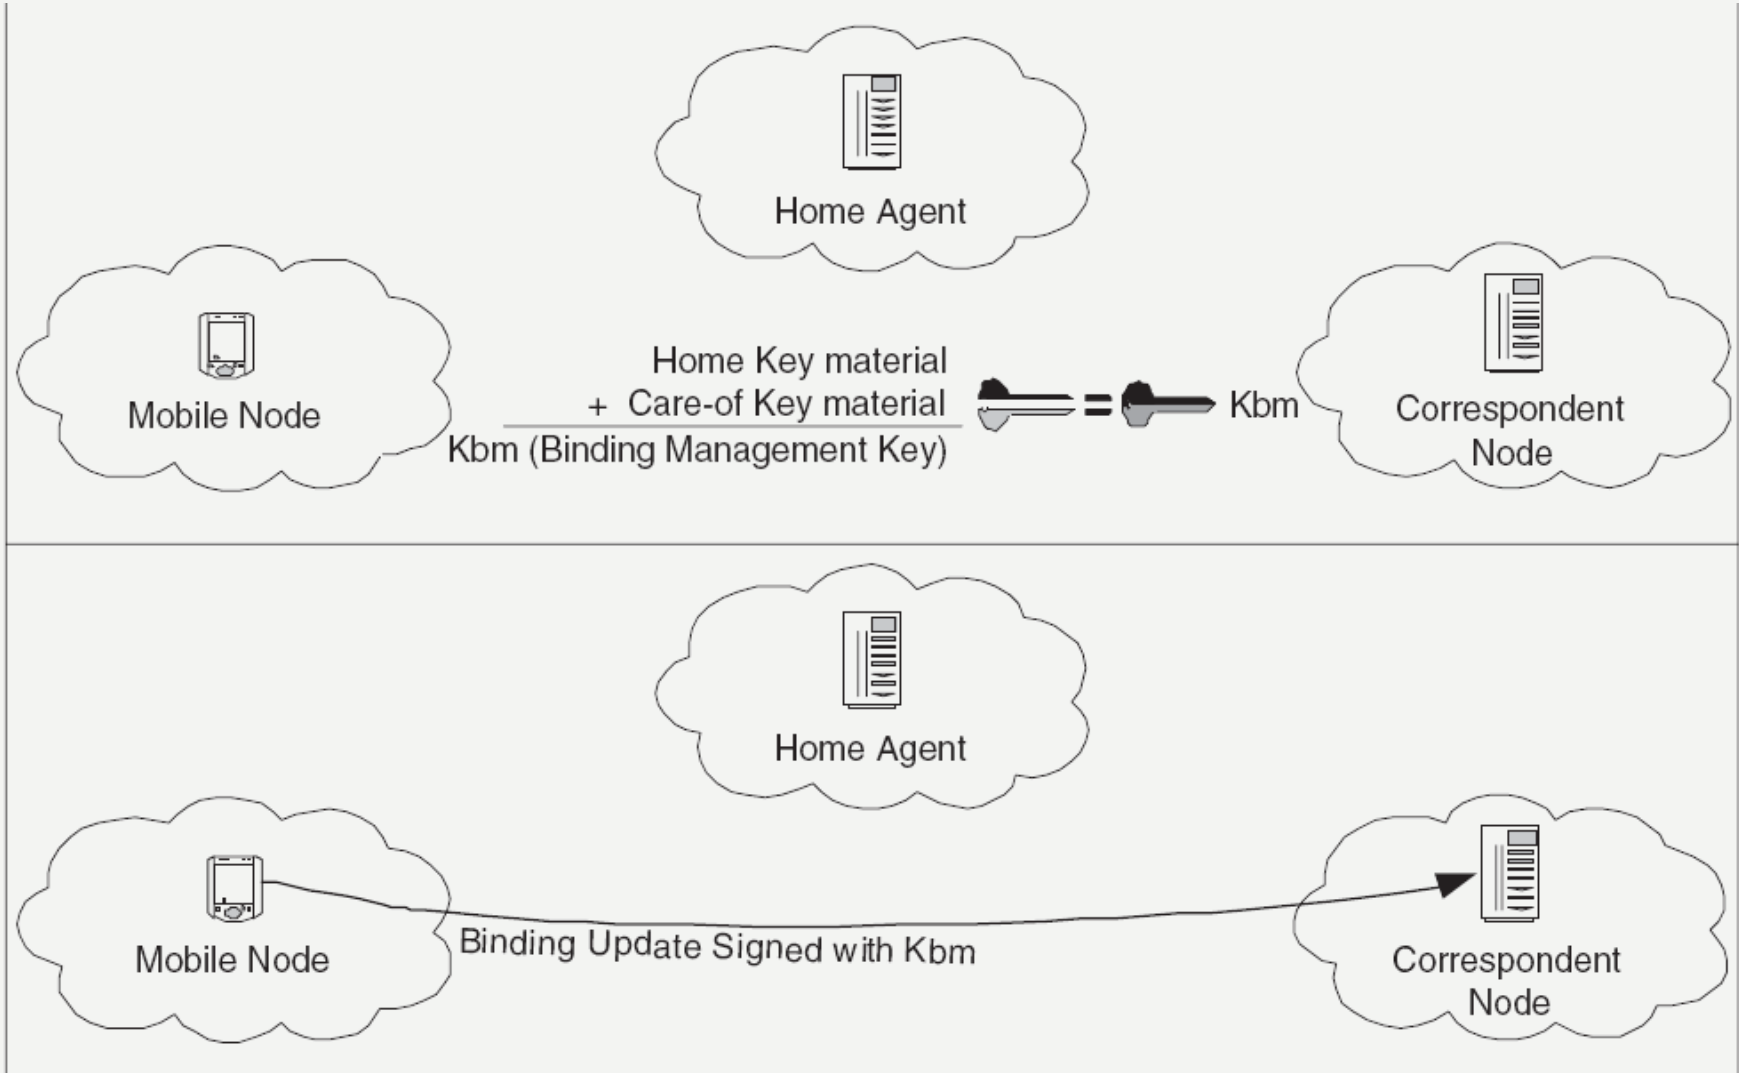 Home Agent
Mobile Node
Home Key material
+ Care-of Key material
Kbm (Binding Management Key)
= Kbm
Correspondent
Node
Home Agent
Mobile Node
Binding Update Signed with Kbm
Correspondent
Node